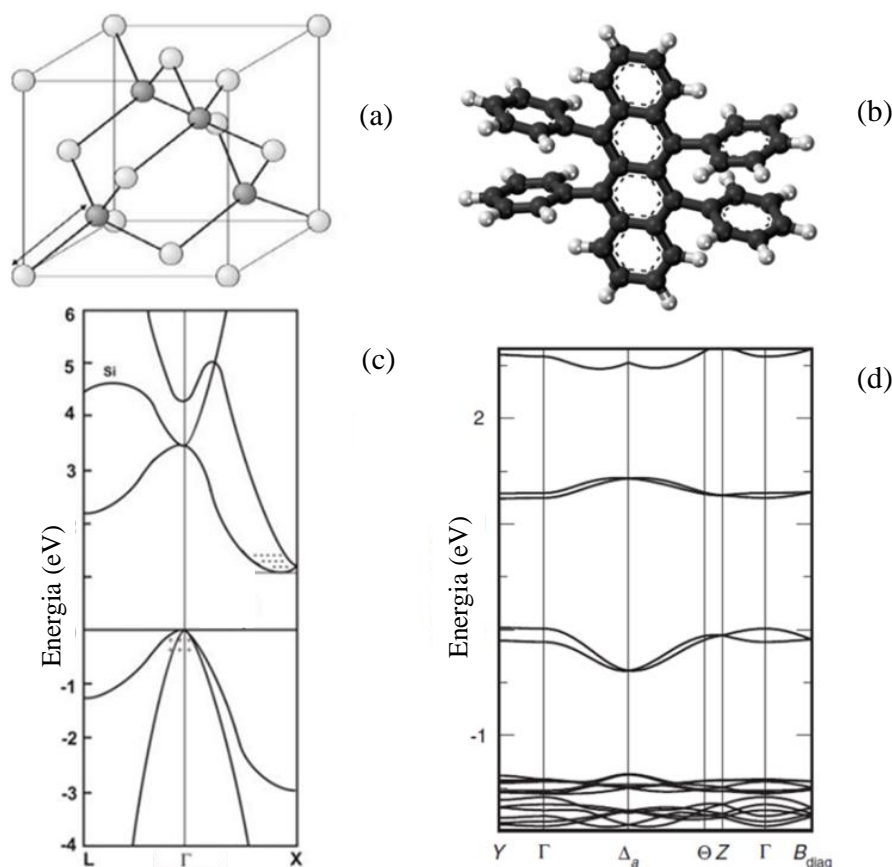 (a)
(b)
(c)
(d)
6
5
4
3
-1
-2
-3
-4
Si
Energia (eV)
L Γ X
2
-1
Energia (eV)
Y Γ Δa Θ Z Γ Bdiag